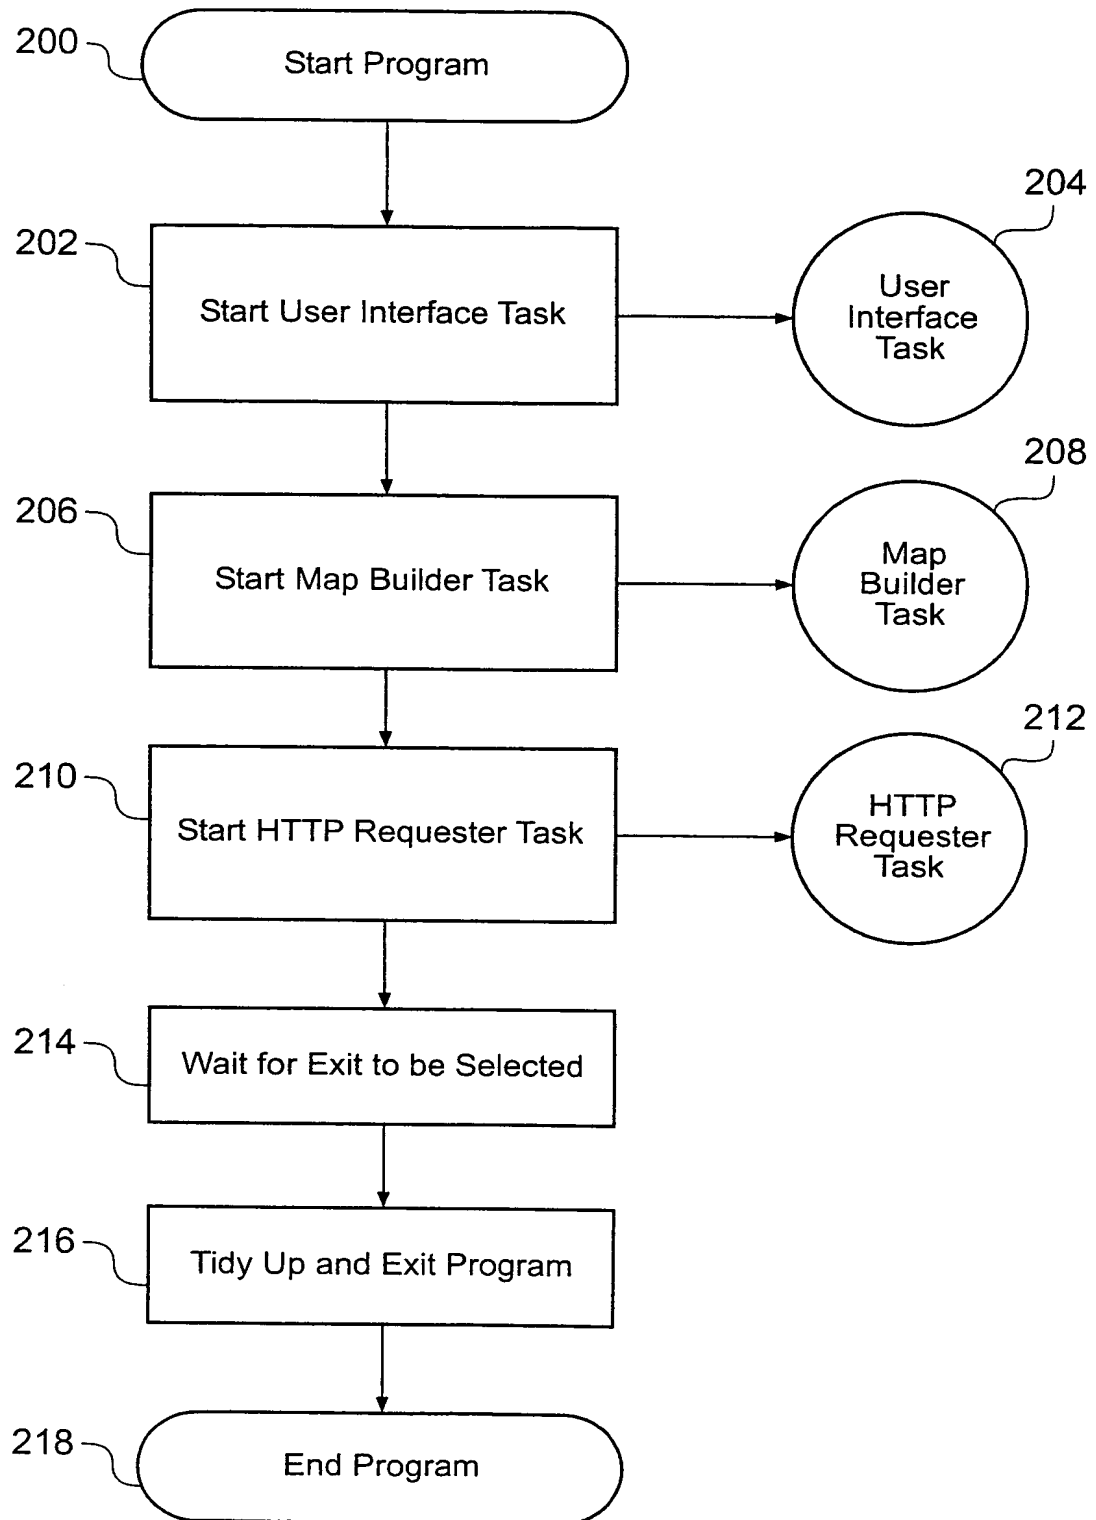 200
Start Program
204
202
Start User Interface Task
User
Interface
Task
208
206
Start Map Builder Task
Map
Builder
Task
212
210
Start HTTP Requester Task
HTTP
Requester
Task
214
Wait for Exit to be Selected
216
Tidy Up and Exit Program
218
End Program